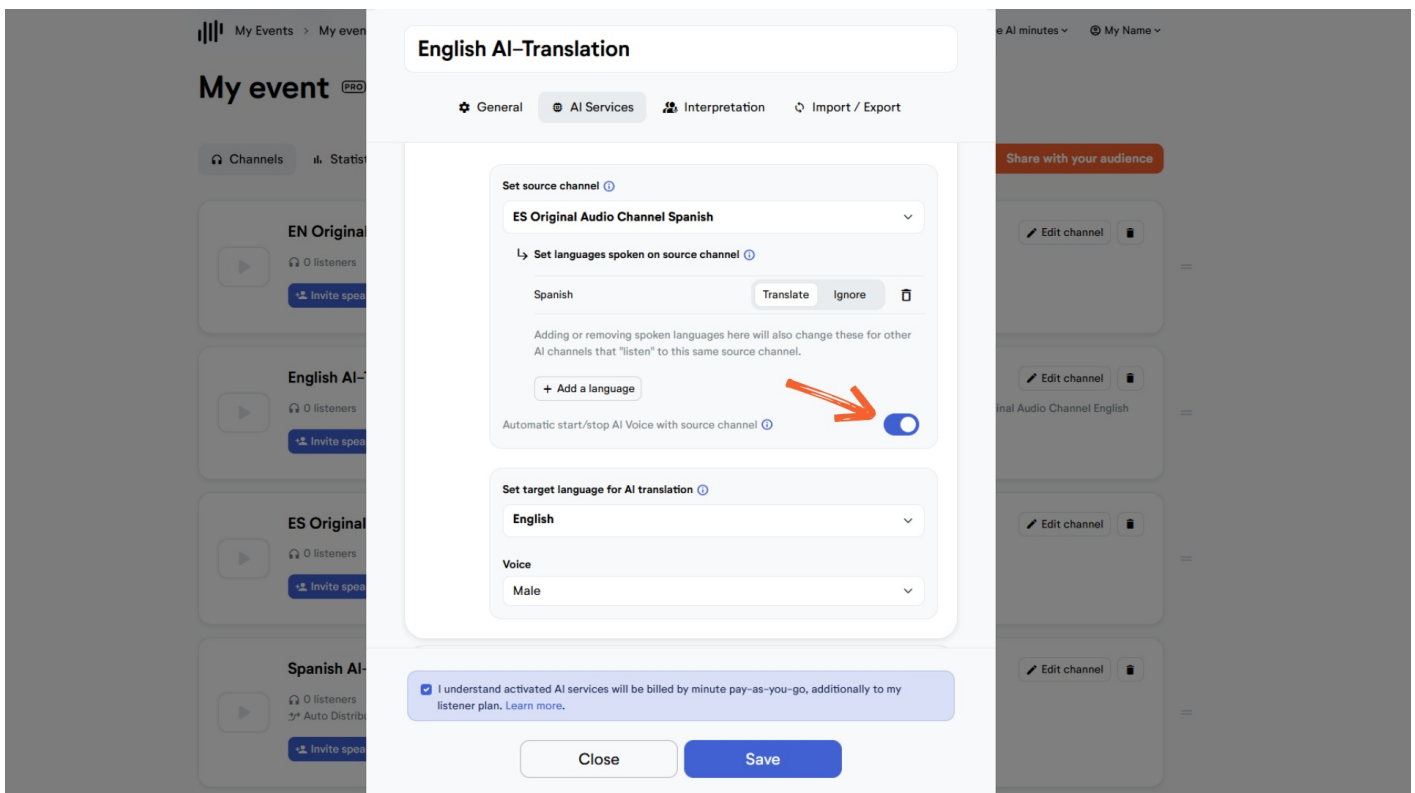 My Events > My even
e AI minutes
My Name
My event PRO
Channels
Statist
Share with your audience
English AI-Translation
General
AI Services
Interpretation
Import / Export
Set source channel
ES Original Audio Channel Spanish
Set languages spoken on source channel
Spanish
Translate
Ignore
Adding or removing spoken languages here will also change these for other
AI channels that "listen" to this same source channel.
+ Add a language
Automatic start/stop AI Voice with source channel
Set target language for AI translation
English
Voice
Male
I understand activated AI services will be billed by minute pay-as-you-go, additionally to my
listener plan. Learn more.
Close
Save
EN Original
0 listeners
Invite spea
Edit channel
English AI-T
0 listeners
Invite spea
Edit channel
inal Audio Channel English
ES Original
0 listeners
Invite spea
Edit channel
Spanish AI-
0 listeners
Auto Distribu
Invite spea
Edit channel